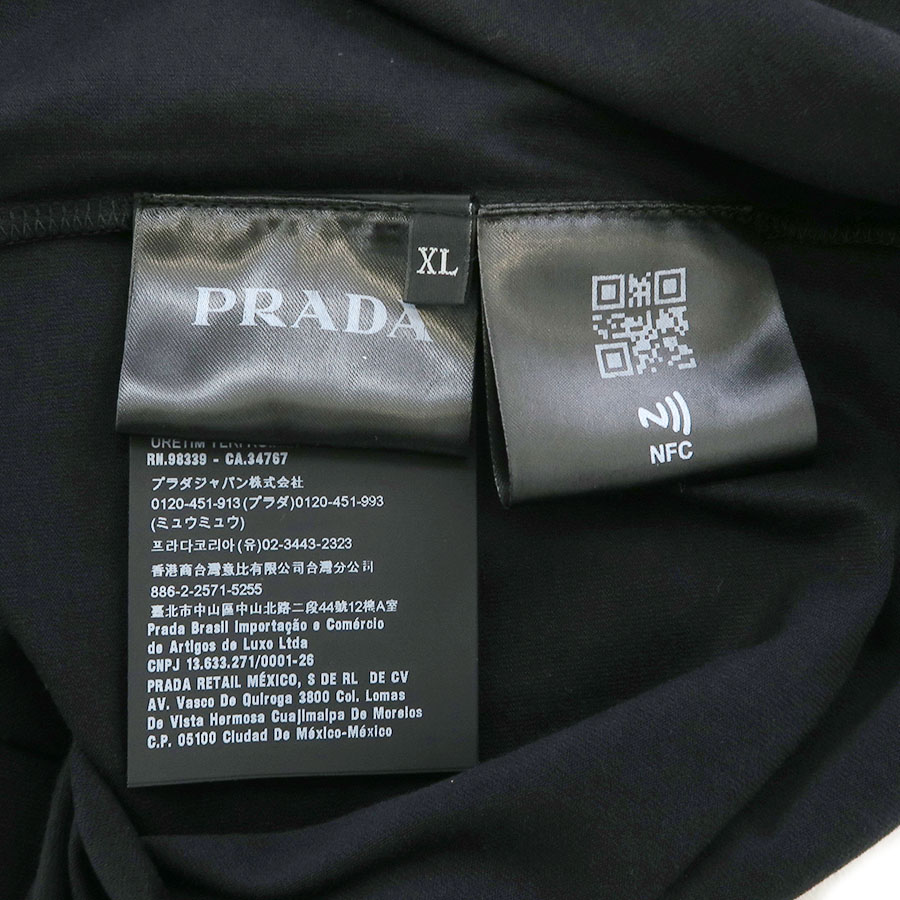 PRADA
XL
NFC
ÜRETİM YERİ
RN.98339 - CA.34767
プラダジャパン株式会社
0120-451-913 (プラダ)0120-451-993
(ミュウミュウ)
프라다코리아(유)02-3443-2323
香港商台灣薏比有限公司台灣分公司
886-2-2571-5255
臺北市中山區中山北路二段44號12樓A室
Prada Brasil Importação e Comércio
de Artigos de Luxo Ltda
CNPJ 13.633.271/0001-26
PRADA RETAIL MÉXICO, S DE RL DE CV
AV. Vasco De Quiroga 3800 Col. Lomas
De Vista Hermosa Cuajimalpa De Morelos
C.P. 05100 Ciudad De México-México